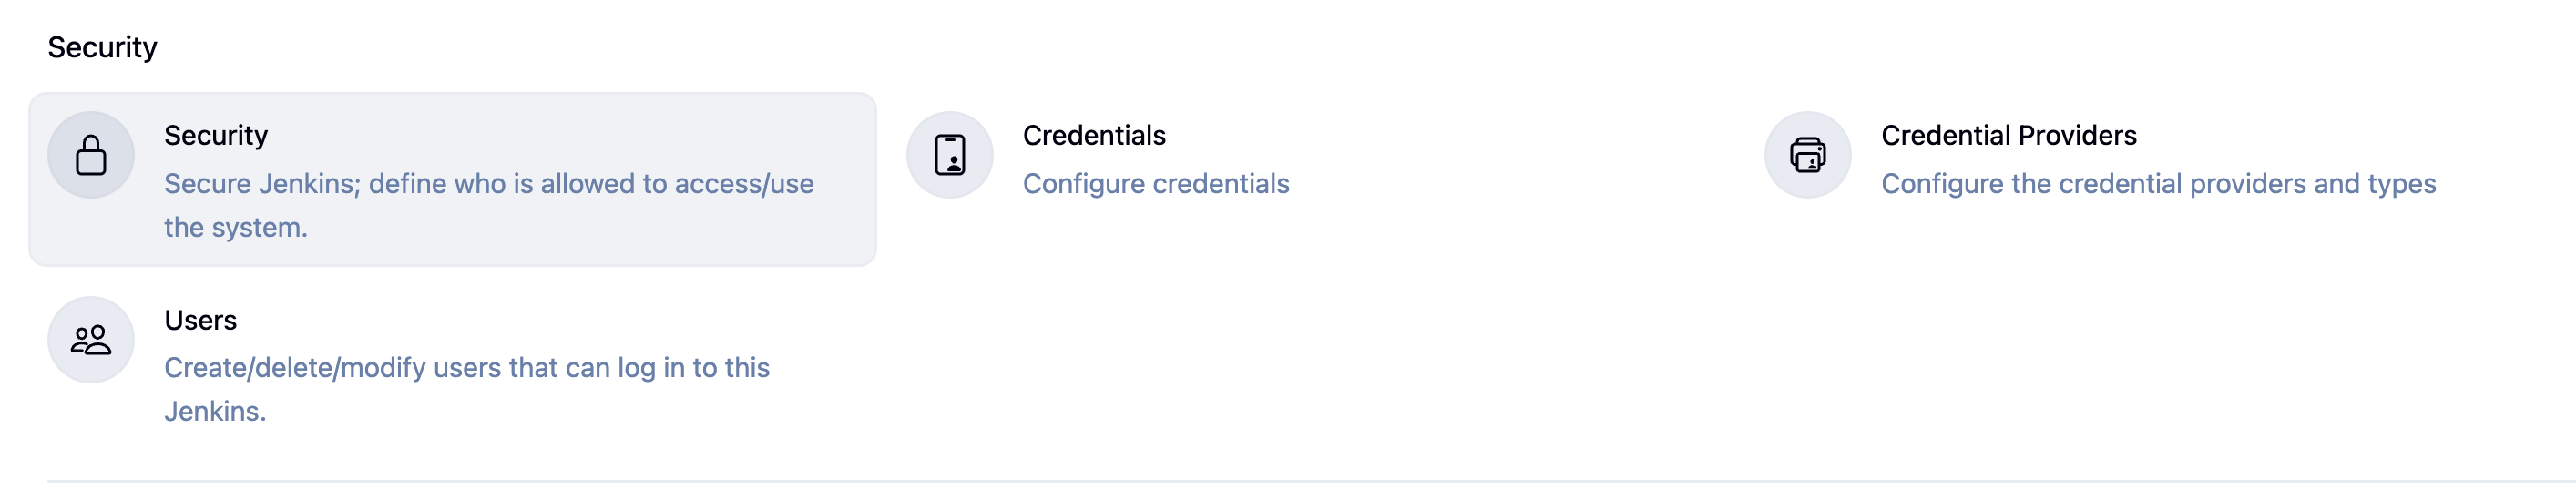 Security
Security
Secure Jenkins; define who is allowed to access/use
the system.
Credentials
Configure credentials
Credential Providers
Configure the credential providers and types
Users
Create/delete/modify users that can log in to this
Jenkins.